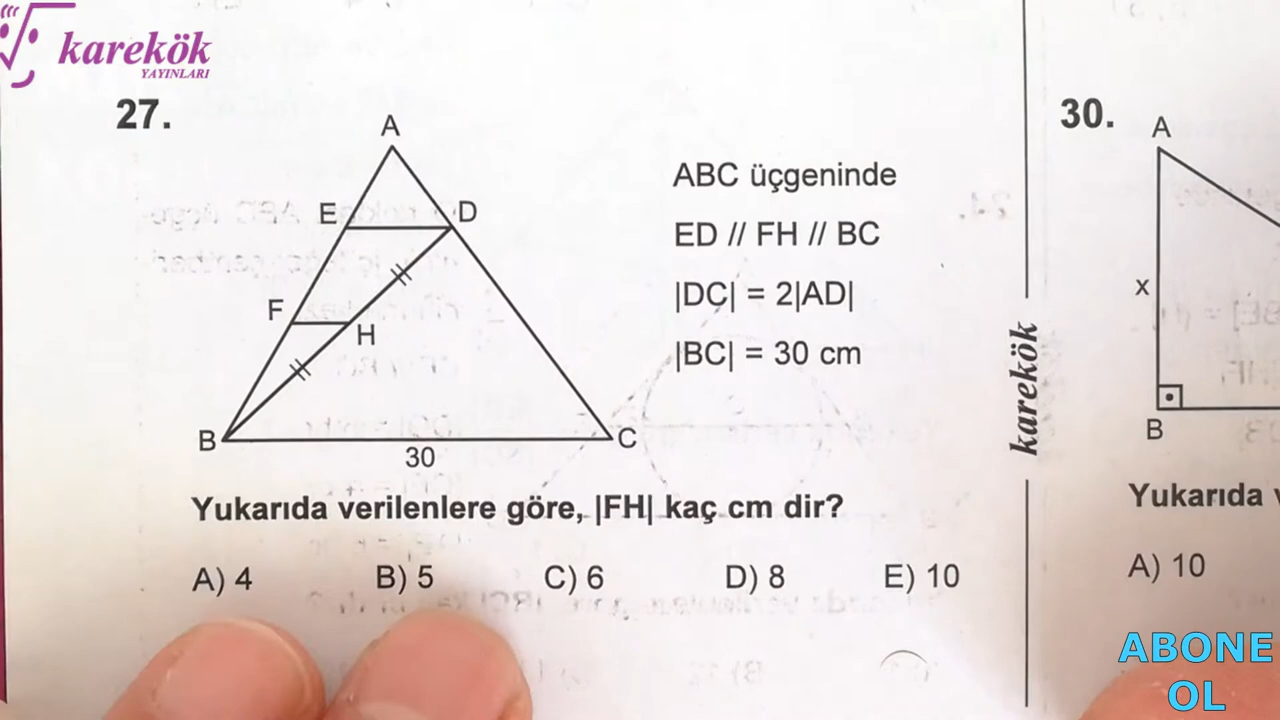 karekök
YAYINLARI
27.
A
E
D
F
H
B
C
30
ABC üçgeninde
ED // FH // BC
|DC| = 2|AD|
|BC| = 30 cm
Yukarıda verilenlere göre, |FH| kaç cm dir?
A) 4 B) 5 C) 6 D) 8 E) 10
karekök
30.
A
x
B
Yukarıda
A) 10
ABONE
OL